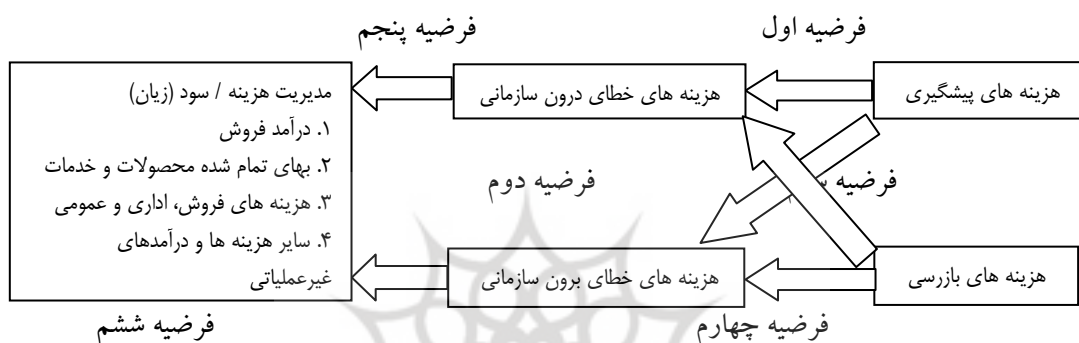 فرضیه اول
فرضیه پنجم
هزینه های پیشگیری
هزینه های خطای درون سازمانی
مدیریت هزینه / سود (زیان)
۱. درآمد فروش
۲. بهای تمام شده محصولات و خدمات
۳. هزینه های فروش، اداری و عمومی
۴. سایر هزینه ها و درآمدهای
غیرعملیاتی
فرضیه
فرضیه دوم
هزینه های بازرسی
هزینه های خطای برون سازمانی
فرضیه چهارم
فرضیه ششم